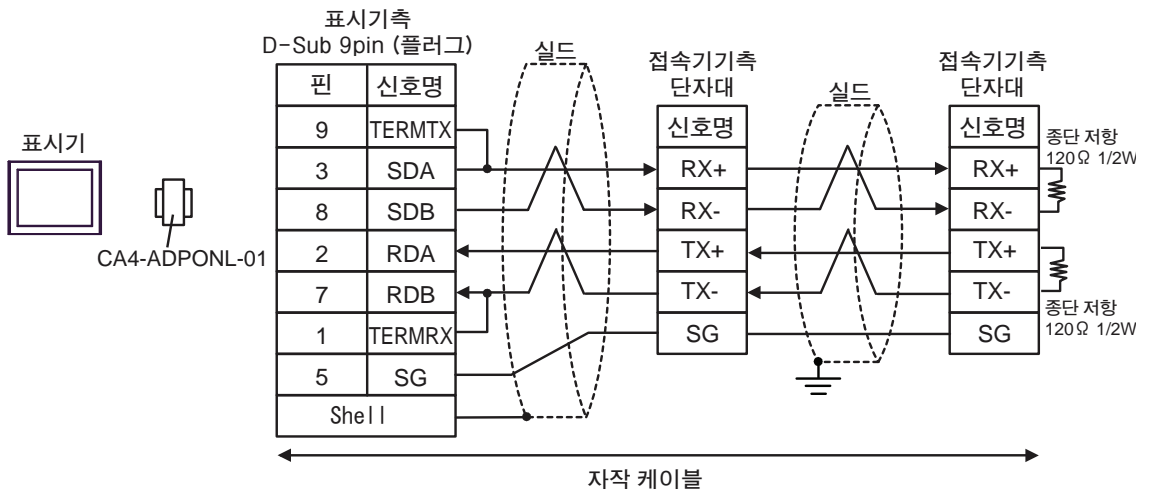 표시기
CA4-ADPONL-01
표시기측
D-Sub 9pin (플러그)
핀 신호명
9 TERMTX
3 SDA
8 SDB
2 RDA
7 RDB
1 TERMRX
5 SG
Shell
실드
접속기기측
단자대
신호명
RX+
RX-
TX+
TX-
SG
실드
접속기기측
단자대
신호명
RX+
RX-
TX+
TX-
SG
종단 저항
120Ω 1/2W
종단 저항
120Ω 1/2W
자작 케이블